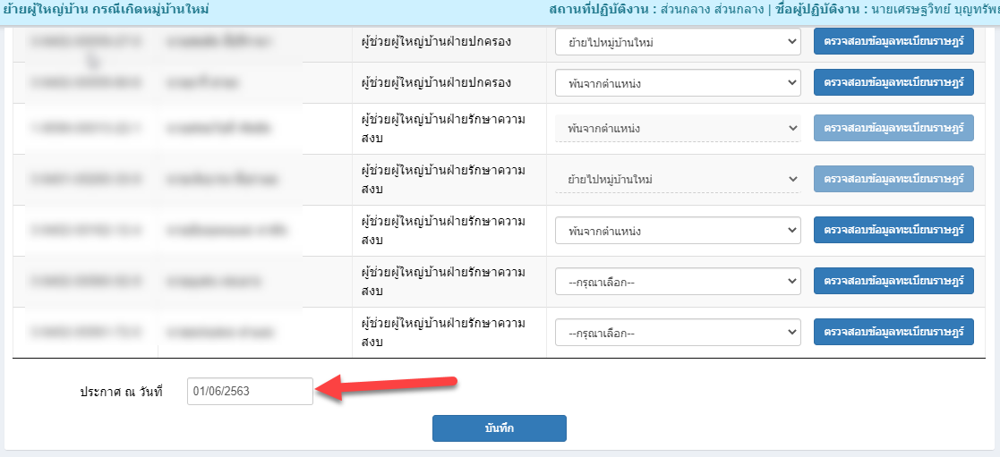 ย้ายผู้ใหญ่บ้าน กรณีเกิดหมู่บ้านใหม่ สถานที่ปฏิบัติงาน : ส่วนกลาง ส่วนกลาง | ชื่อผู้ปฏิบัติงาน : นายเศรษฐวิทย์ บุญทรัพย์
ผู้ช่วยผู้ใหญ่บ้านฝ่ายปกครอง ย้ายไปหมู่บ้านใหม่ ตรวจสอบข้อมูลทะเบียนราษฎร์
ผู้ช่วยผู้ใหญ่บ้านฝ่ายปกครอง พ้นจากตำแหน่ง ตรวจสอบข้อมูลทะเบียนราษฎร์
ผู้ช่วยผู้ใหญ่บ้านฝ่ายรักษาความ
สงบ
พ้นจากตำแหน่ง ตรวจสอบข้อมูลทะเบียนราษฎร์
ผู้ช่วยผู้ใหญ่บ้านฝ่ายรักษาความ
สงบ
ย้ายไปหมู่บ้านใหม่ ตรวจสอบข้อมูลทะเบียนราษฎร์
ผู้ช่วยผู้ใหญ่บ้านฝ่ายรักษาความ
สงบ
พ้นจากตำแหน่ง ตรวจสอบข้อมูลทะเบียนราษฎร์
ผู้ช่วยผู้ใหญ่บ้านฝ่ายรักษาความ
สงบ
--กรุณาเลือก-- ตรวจสอบข้อมูลทะเบียนราษฎร์
ผู้ช่วยผู้ใหญ่บ้านฝ่ายรักษาความ
สงบ
--กรุณาเลือก-- ตรวจสอบข้อมูลทะเบียนราษฎร์
ประกาศ ณ วันที่ 01/06/2563
บันทึก